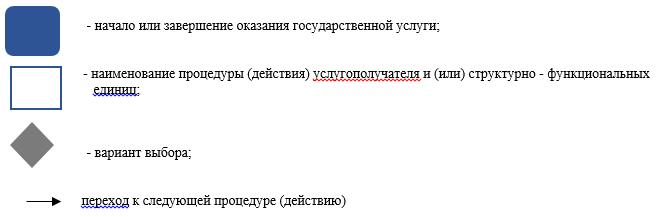 - начало или завершение оказания государственной услуги;
- наименование процедуры (действия) услугополучателя и (или) структурно - функциональных
единиц;
- вариант выбора;
переход к следующей процедуре (действию)